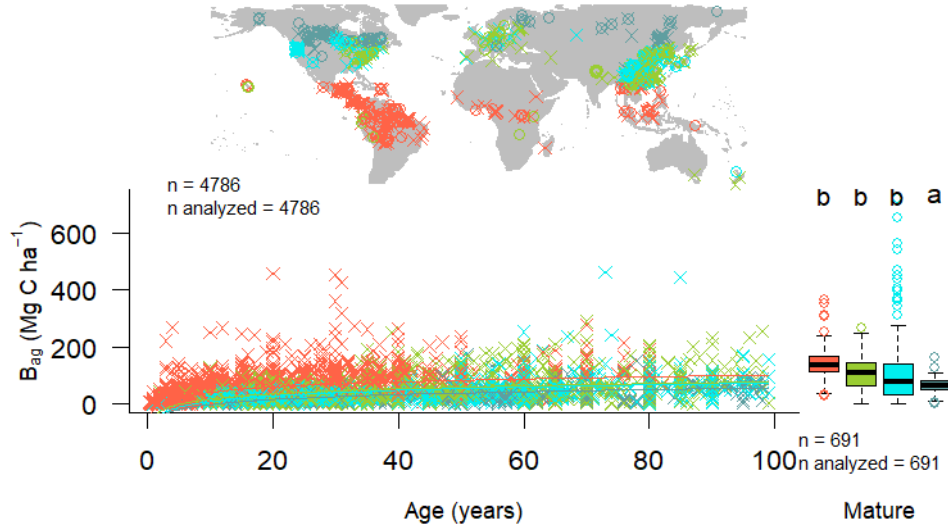 n = 4786
n analyzed = 4786
b b b a
B_ag (Mg C ha⁻¹)
600
400
200
0
0 20 40 60 80 100
n = 691
n analyzed = 691
Age (years)
Mature